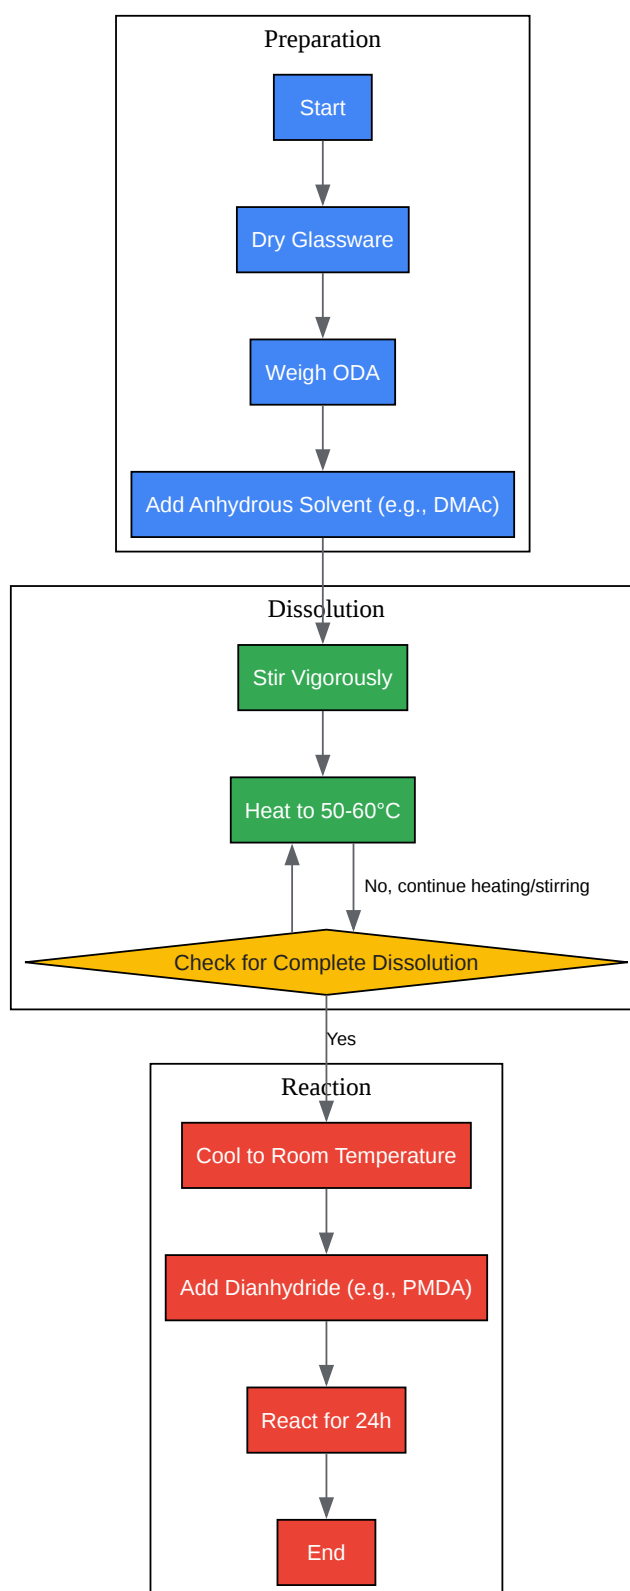 Preparation
Start
Dry Glassware
Weigh ODA
Add Anhydrous Solvent (e.g., DMAc)
Dissolution
Stir Vigorously
Heat to 50-60°C
No, continue heating/stirring
Check for Complete Dissolution
Yes
Reaction
Cool to Room Temperature
Add Dianhydride (e.g., PMDA)
React for 24h
End